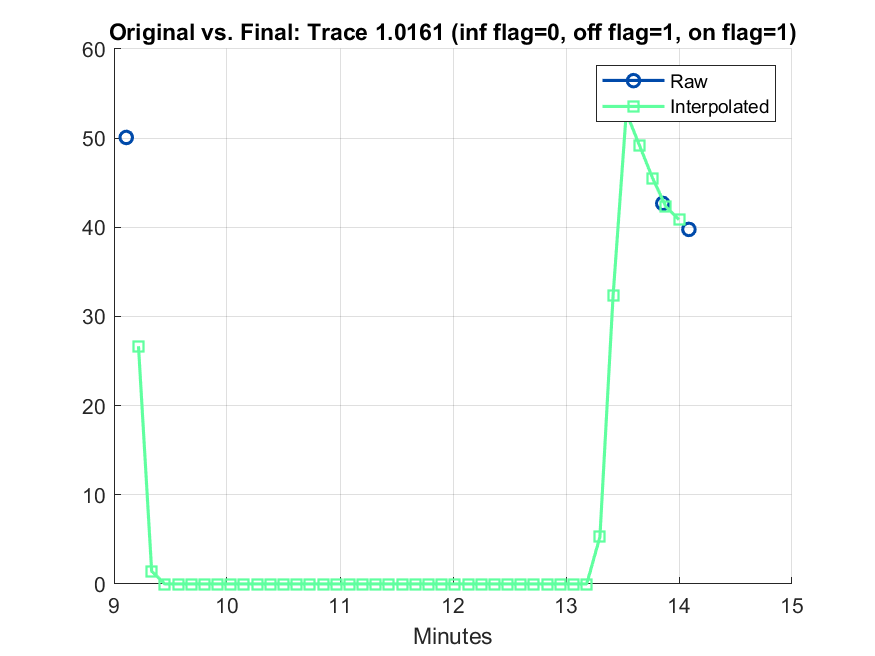 Original vs. Final: Trace 1.0161 (inf flag=0, off flag=1, on flag=1)
60
Raw
Interpolated
50
40
30
20
10
0
9 10 11 12 13 14 15
Minutes